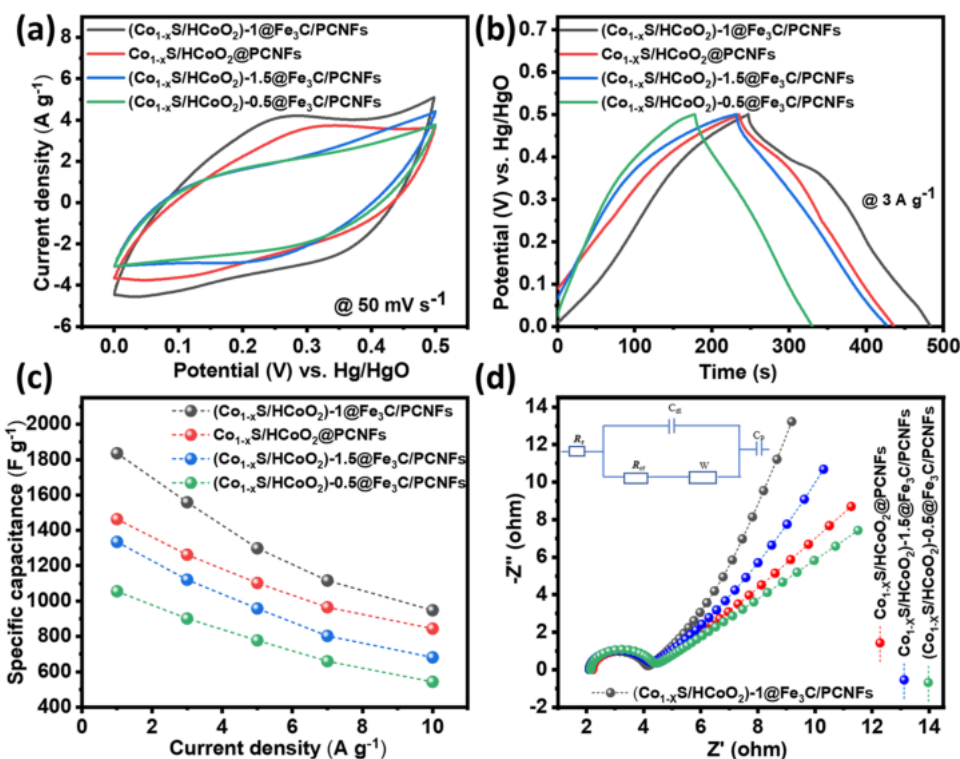 (a)
(Co₁₋ₓS/HCoO₂)-1@Fe₃C/PCNFs
Co₁₋ₓS/HCoO₂@PCNFs
(Co₁₋ₓS/HCoO₂)-1.5@Fe₃C/PCNFs
(Co₁₋ₓS/HCoO₂)-0.5@Fe₃C/PCNFs
Current density (A g⁻¹)
8
6
4
2
0
-2
-4
-6
@ 50 mV s⁻¹
0.0 0.1 0.2 0.3 0.4 0.5
Potential (V) vs. Hg/HgO
(b)
(Co₁₋ₓS/HCoO₂)-1@Fe₃C/PCNFs
Co₁₋ₓS/HCoO₂@PCNFs
(Co₁₋ₓS/HCoO₂)-1.5@Fe₃C/PCNFs
(Co₁₋ₓS/HCoO₂)-0.5@Fe₃C/PCNFs
Potential (V) vs. Hg/HgO
0.7
0.6
0.5
0.4
0.3
0.2
0.1
0.0
@ 3 A g⁻¹
0 100 200 300 400 500
Time (s)
(c)
(Co₁₋ₓS/HCoO₂)-1@Fe₃C/PCNFs
Co₁₋ₓS/HCoO₂@PCNFs
(Co₁₋ₓS/HCoO₂)-1.5@Fe₃C/PCNFs
(Co₁₋ₓS/HCoO₂)-0.5@Fe₃C/PCNFs
Specific capacitance (F g⁻¹)
2000
1800
1600
1400
1200
1000
800
600
400
0 2 4 6 8 10
Current density (A g⁻¹)
(d)
-Z'' (ohm)
14
12
10
8
6
4
2
0
-2
Cdl
Cp
Rs
Rct
W
Co₁₋ₓS/HCoO₂@PCNFs
Co₁₋ₓS/HCoO₂)-1.5@Fe₃C/PCNFs
(Co₁₋ₓS/HCoO₂)-0.5@Fe₃C/PCNFs
(Co₁₋ₓS/HCoO₂)-1@Fe₃C/PCNFs
2 4 6 8 10 12 14
Z' (ohm)